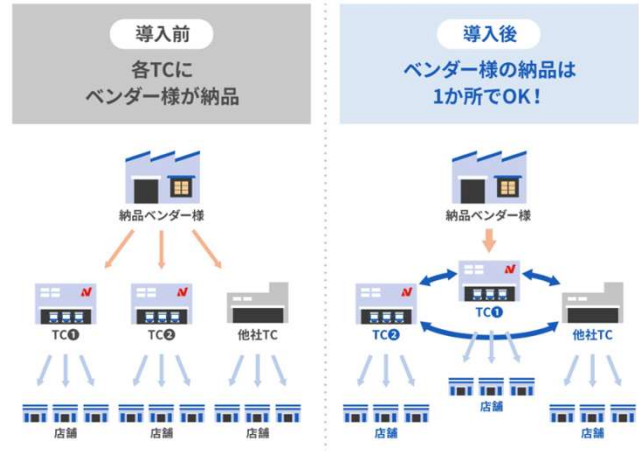 導入前
各TCに
ベンダー様が納品
納品ベンダー様
TC❶
TC❷
他社TC
店舗
店舗
店舗
導入後
ベンダー様の納品は
1か所でOK！
納品ベンダー様
TC❶
TC❷
他社TC
店舗
店舗
店舗